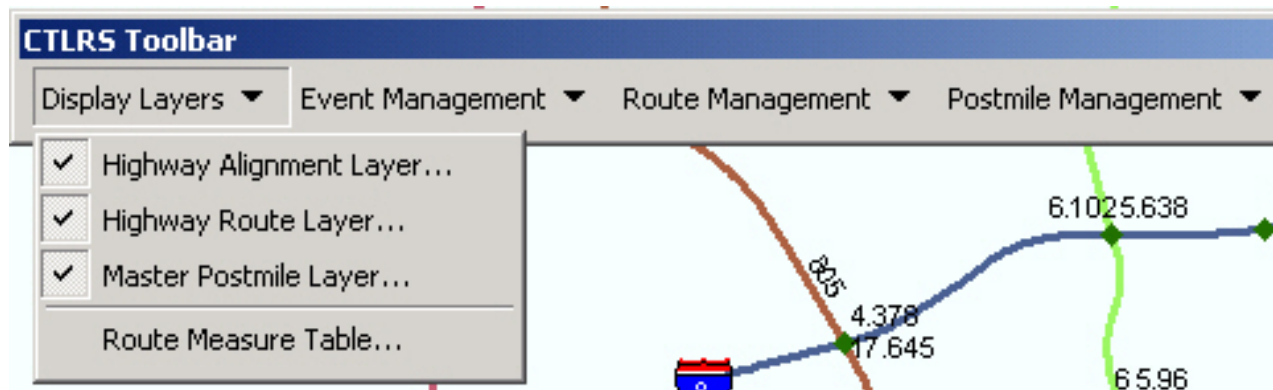 CTLRS Toolbar
Display Layers Event Management Route Management Postmile Management
Highway Alignment Layer...
Highway Route Layer...
Master Postmile Layer...
Route Measure Table...
6.1025.638
805
4.378
17.645
6 5.96